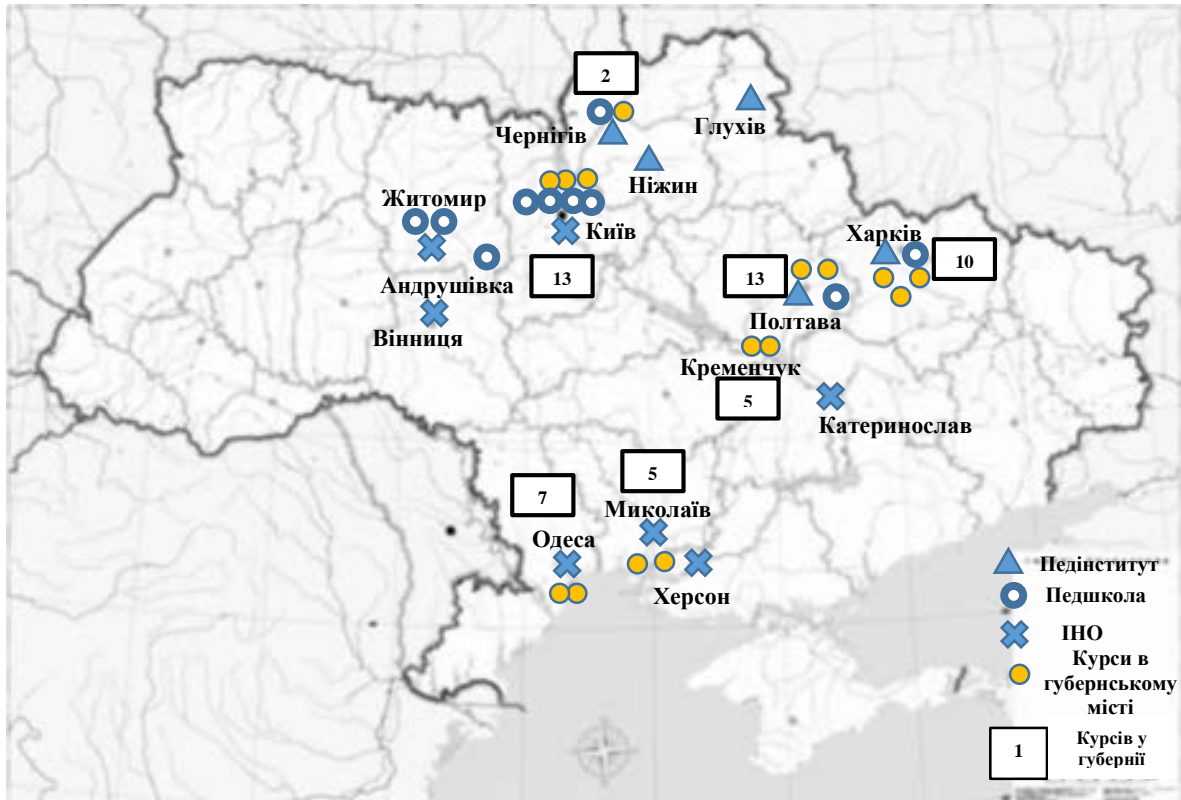 2
Чернігів
Глухів
Ніжин
Житомир
Київ
Харків
10
Андрушівка
13
13
Вінниця
Полтава
Кременчук
5
Катеринослав
7
5
Миколаїв
Одеса
Херсон
Педінститут
Педшкола
ІНО
Курси в
губернському
місті
1
Курсів у
губернії